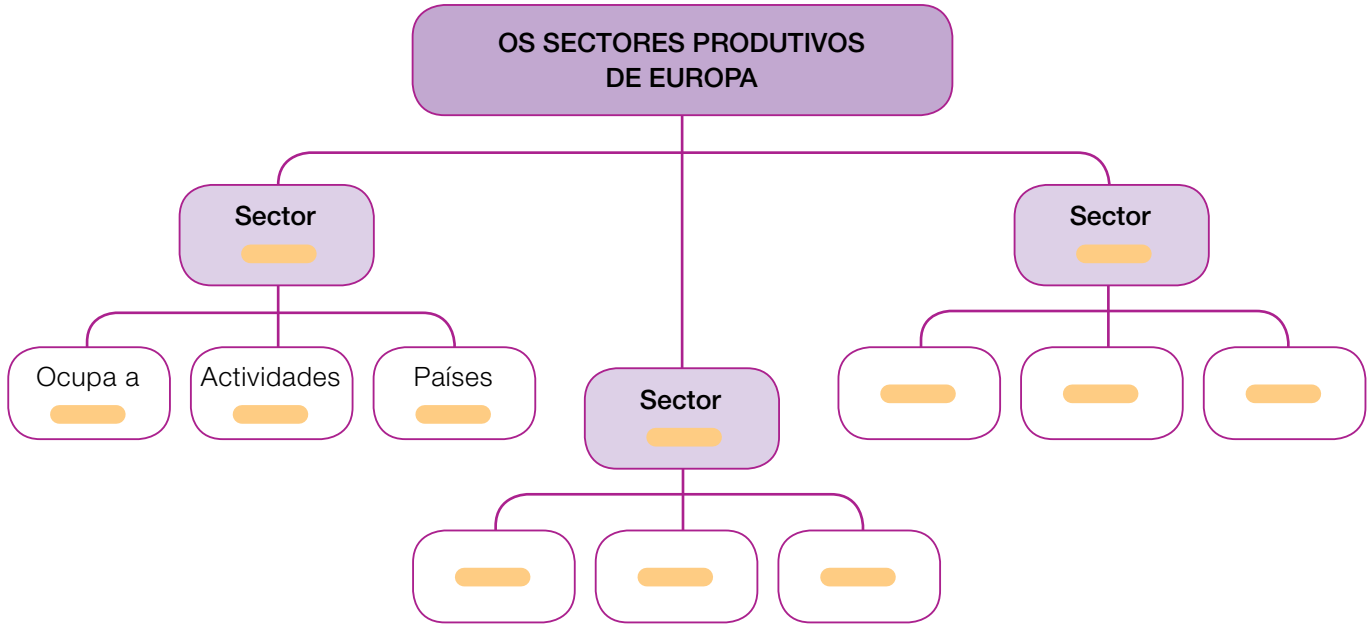 OS SECTORES PRODUTIVOS
DE EUROPA
Sector
Sector
Ocupa a
Actividades
Países
Sector